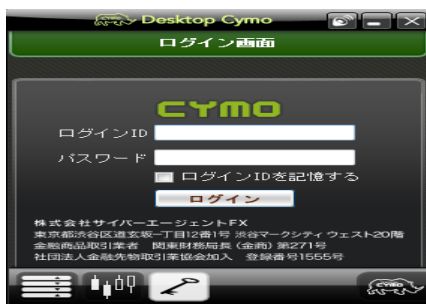 Desktop Cymo
ログイン画面
CYMO
ログインID
パスワード
ログインIDを記憶する
ログイン
株式会社サイバーエージェントFX
東京都渋谷区道玄坂一丁目12番1号 渋谷マークシティ ウェスト20階
金融商品取引業者 関東財務局長 (金商) 第271号
社団法人金融先物取引業協会加入 登録番号1555号